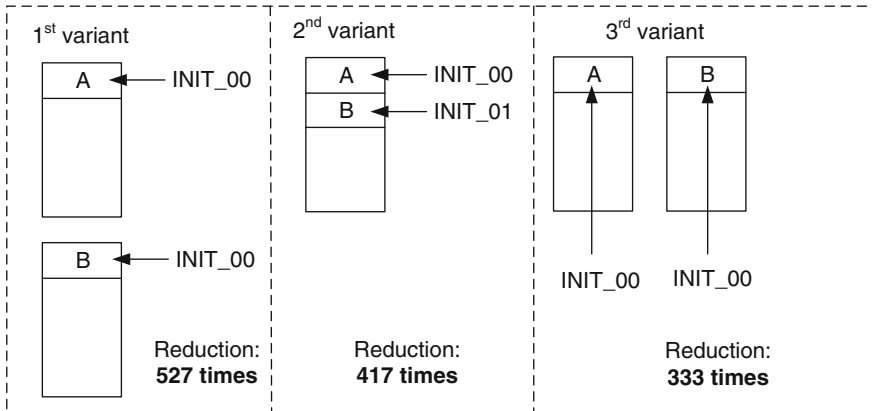 1st variant
A
INIT_00
B
INIT_00
Reduction:
527 times
2nd variant
A
INIT_00
B
INIT_01
Reduction:
417 times
3rd variant
A
B
INIT_00
INIT_00
Reduction:
333 times